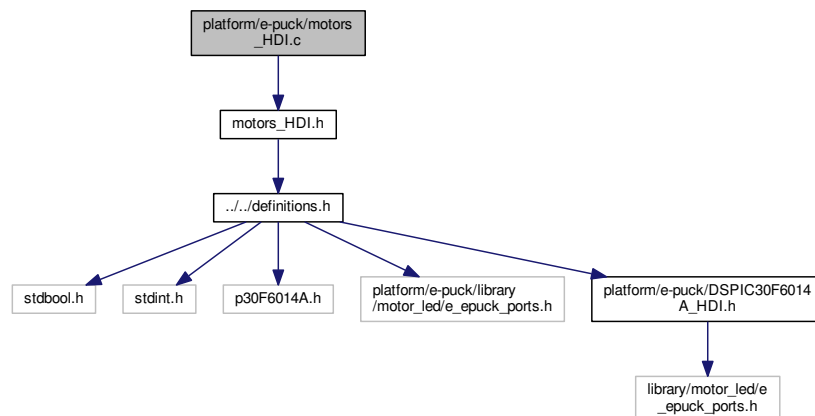 platform/e-puck/motors
_HDI.c
motors_HDI.h
../../definitions.h
stdbool.h
stdint.h
p30F6014A.h
platform/e-puck/library
/motor_led/e_epuck_ports.h
platform/e-puck/DSPIC30F6014
A_HDI.h
library/motor_led/e
_epuck_ports.h